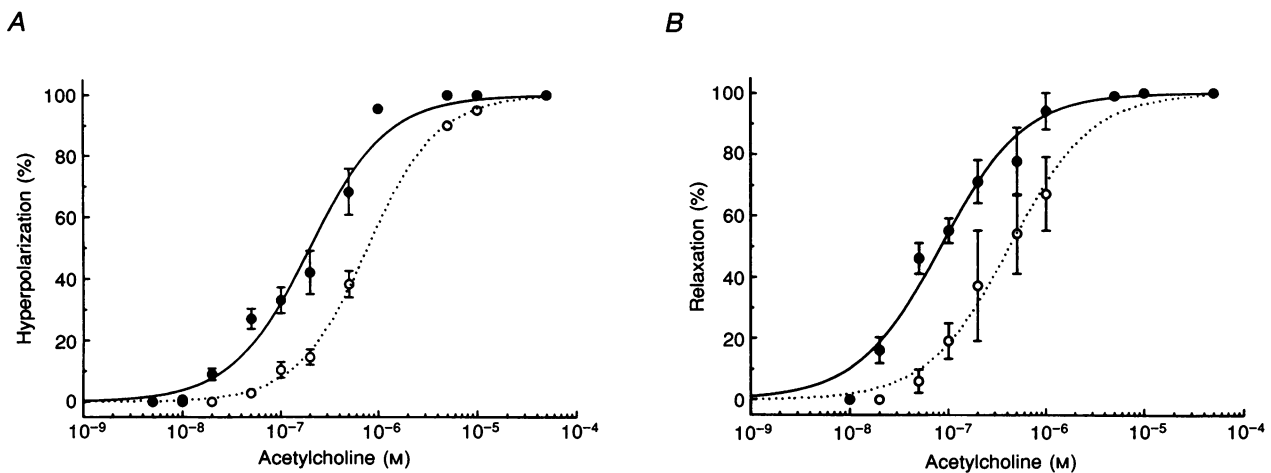 A
B
100
80
60
40
20
0
Hyperpolarization (%)
10⁻⁹ 10⁻⁸ 10⁻⁷ 10⁻⁶ 10⁻⁵ 10⁻⁴
Acetylcholine (M)
100
80
60
40
20
0
Relaxation (%)
10⁻⁹ 10⁻⁸ 10⁻⁷ 10⁻⁶ 10⁻⁵ 10⁻⁴
Acetylcholine (M)